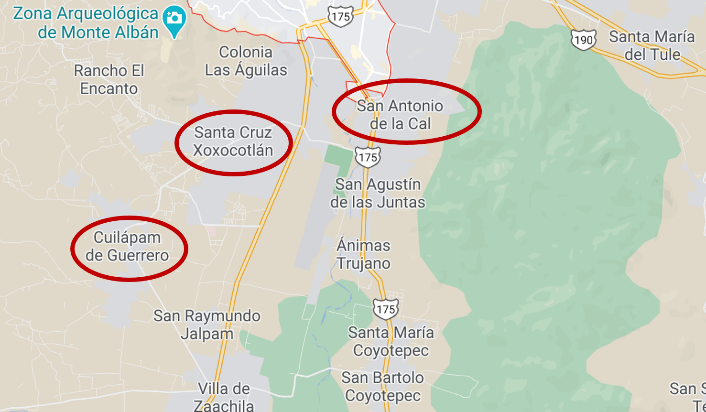 Zona Arqueológica
de Monte Albán
175
190
Santa María
del Tule
Colonia
Las Águilas
Rancho El
Encanto
San Antonio
de la Cal
Santa Cruz
Xoxocotlán
175
San Agustín
de las Juntas
Cuilápam
de Guerrero
Ánimas
Trujano
San Raymundo
Jalpam
175
Santa María
Coyotepec
San Bartolo
Coyotepec
Villa de
Zaachila
San S
Te